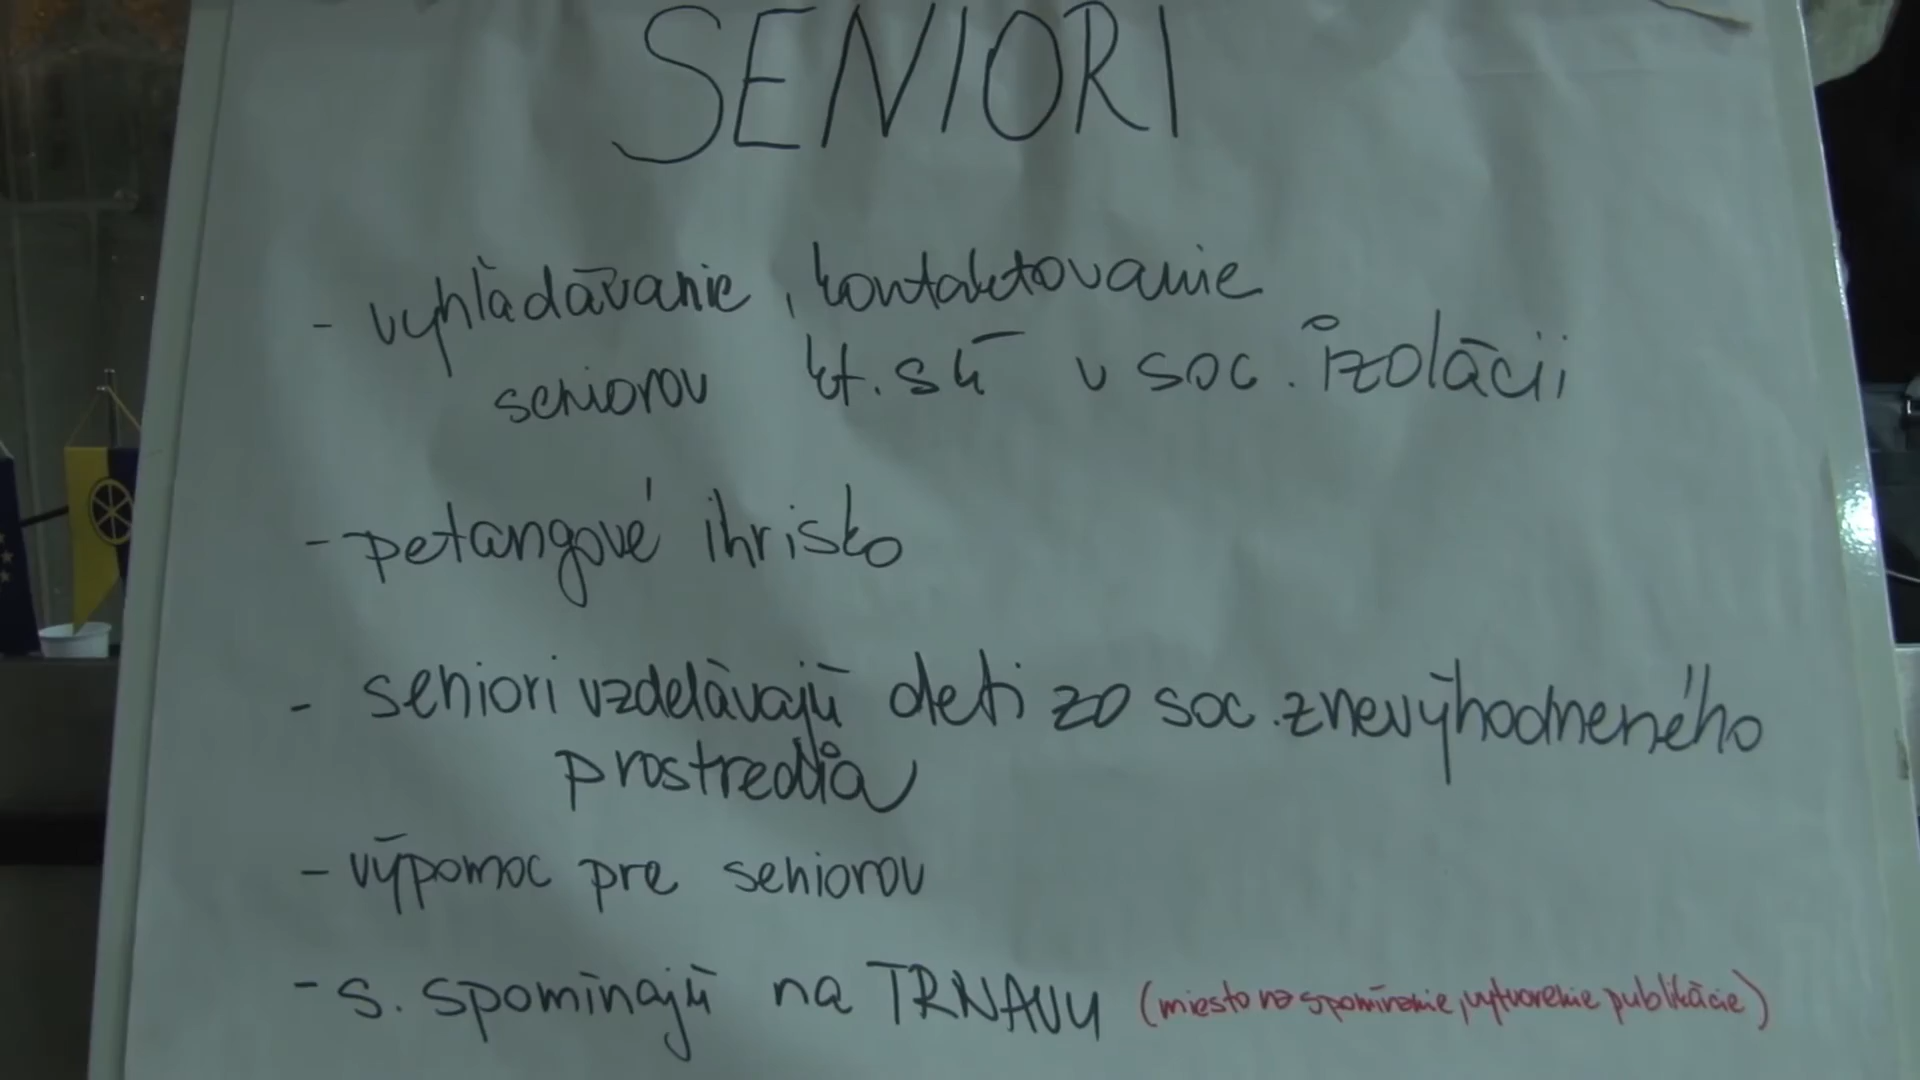 SENIORI
- vyhľadávanie, kontaktovanie
seniorov kt. sú v soc. izolácii
- petangové ihrisko
- seniori vzdelávajú deti zo soc. znevýhodneného
prostredia
- výpomoc pre seniorov
- s. spomínajú na TRNAVU (miesto na spomínanie, vytvorenie publikácie)